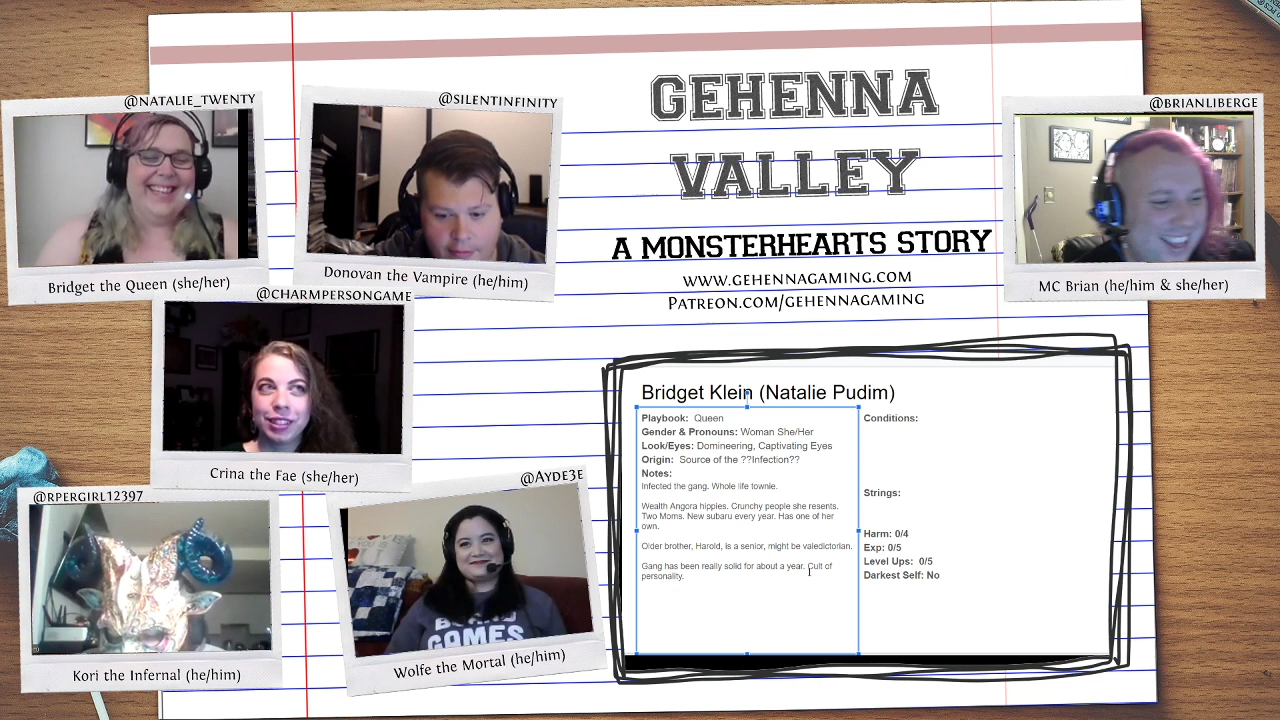 @NATALIE_TWENTY
Bridget the Queen (she/her)
@SILENTINFINITY
Donovan the Vampire (he/him)
GEHENNA
VALLEY
A MONSTERHEARTS STORY
WWW.GEHENNAGAMING.COM
PATREON.COM/GEHENNAGAMING
@BRIANLIBERGE
MC Brian (he/him & she/her)
@CHARMPERSONGAME
Crina the Fae (she/her)
@RPERGIRL12397
Kori the Infernal (he/him)
@AYDE3E
GAMES
Wolfe the Mortal (he/him)
Bridget Klein (Natalie Pudim)
Playbook: Queen
Gender & Pronouns: Woman She/Her
Look/Eyes: Domineering, Captivating Eyes
Origin: Source of the ??Infection??
Notes:
Infected the gang. Whole life townie.
Wealth Angora hippies. Crunchy people she resents.
Two Moms. New subaru every year. Has one of her
own.
Older brother, Harold, is a senior, might be valedictorian.
Gang has been really solid for about a year. Cult of
personality.
Conditions:
Strings:
Harm: 0/4
Exp: 0/5
Level Ups: 0/5
Darkest Self: No